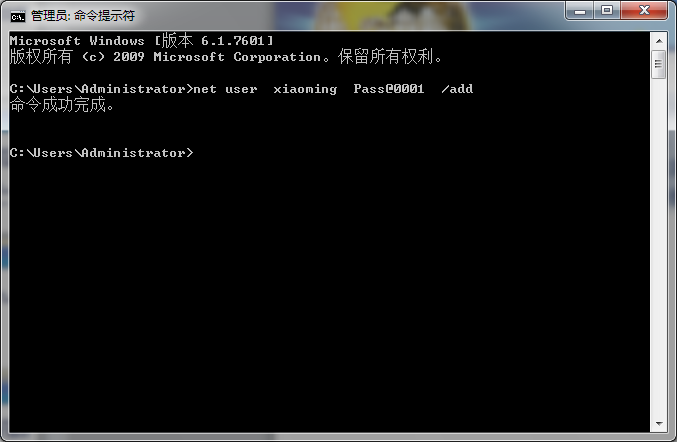 管理员: 命令提示符
Microsoft Windows [版本 6.1.7601]
版权所有 (c) 2009 Microsoft Corporation。保留所有权利。
C:\Users\Administrator>net user  xiaoming  Pass@0001  /add
命令成功完成。
C:\Users\Administrator>